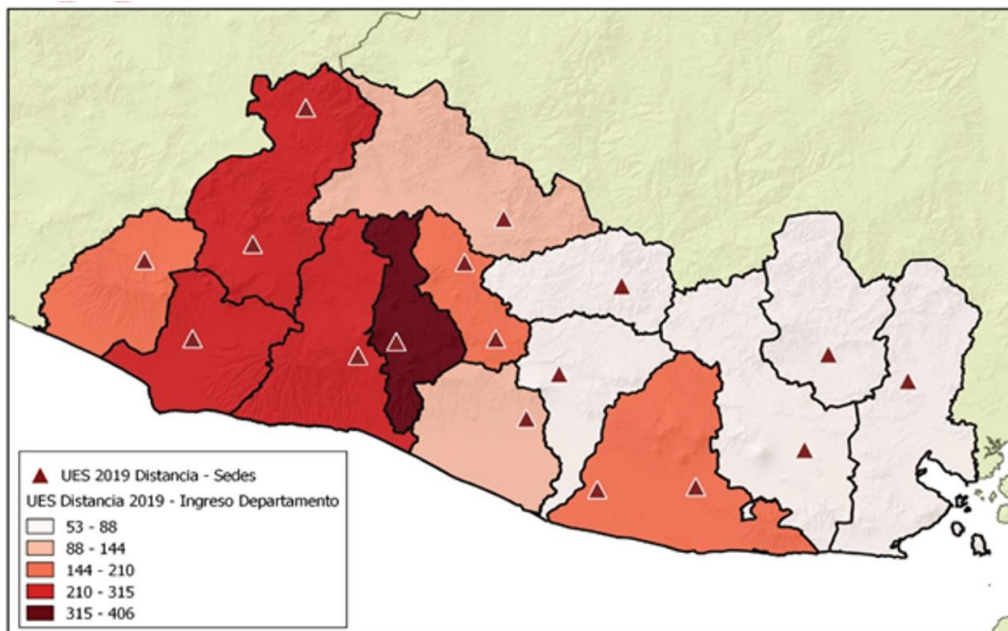 UES 2019 Distancia - Sedes
UES Distancia 2019 - Ingreso Departamento
53 - 88
88 - 144
144 - 210
210 - 315
315 - 406